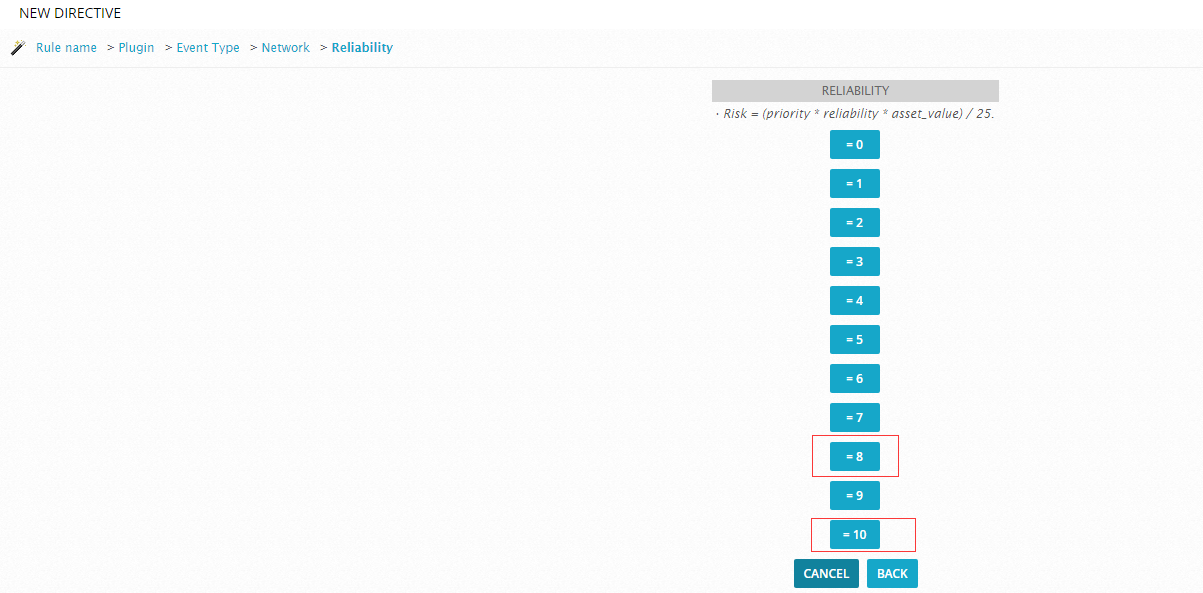 NEW DIRECTIVE
Rule name > Plugin > Event Type > Network > Reliability
RELIABILITY
· Risk = (priority * reliability * asset_value) / 25.
= 0
= 1
= 2
= 3
= 4
= 5
= 6
= 7
= 8
= 9
= 10
CANCEL BACK